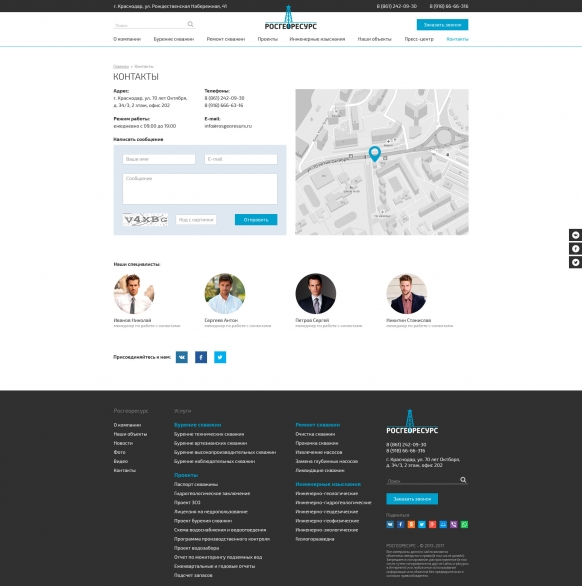 г. Краснодар, ул. Рождественская Набережная, 41
8 (861) 242-09-30
8 (918) 66-66-316
Поиск
РОСГЕОРЕСУРС
Заказать звонок
О компании
Бурение скважин
Ремонт скважин
Проекты
Инженерные изыскания
Наши объекты
Пресс-центр
Контакты
Главная
Контакты
КОНТАКТЫ
Адрес:
г. Краснодар, ул. 70 лет Октября,
д. 34/3, 2 этаж, офис 202
Телефоны:
8 (861) 242-09-30
8 (918) 666-63-16
Режим работы:
ежедневно с 09:00 до 19:00
E-mail:
info@rosgeoresurs.ru
Написать сообщение
Ваше имя
E-mail
Сообщение
V4XBG
Код с картинки
Отправить
Наши специалисты:
Иванов Николай
менеджер по работе с клиентами
Сергеев Антон
менеджер по работе с клиентами
Петров Сергей
менеджер по работе с клиентами
Никитин Станислав
менеджер по работе с клиентами
Присоединяйтесь к нам:
Росгеоресурс
О компании
Наши объекты
Новости
Фото
Видео
Контакты
Услуги
Бурение скважин
Бурение технических скважин
Бурение артезианских скважин
Бурение высокопроизводительных скважин
Бурение наблюдательных скважин
Проекты
Паспорт скважины
Гидрогеологическое заключение
Проект ЗСО
Лицензия на недропользование
Проект бурения скважин
Схема водоснабжения и водоотведения
Программа производственного контроля
Проект водозабора
Отчет по мониторингу подземных вод
Ежеквартальные и годовые отчеты
Подсчет запасов
Ремонт скважин
Очистка скважин
Прокачка скважин
Извлечение насосов
Замена глубинных насосов
Ликвидация скважин
Инженерные изыскания
Инженерно-геологические
Инженерно-гидрогеологические
Инженерно-геодезические
Инженерно-геофизические
Инженерно-экологические
Геологоразведка
РОСГЕОРЕСУРС
8 (861) 242-09-30
8 (918) 66-66-316
г. Краснодар, ул. 70 лет Октября,
д. 34/3, 2 этаж, офис 202
Поиск
Заказать звонок
Поделиться
РОСГЕОРЕСУРС - © 2013-2017